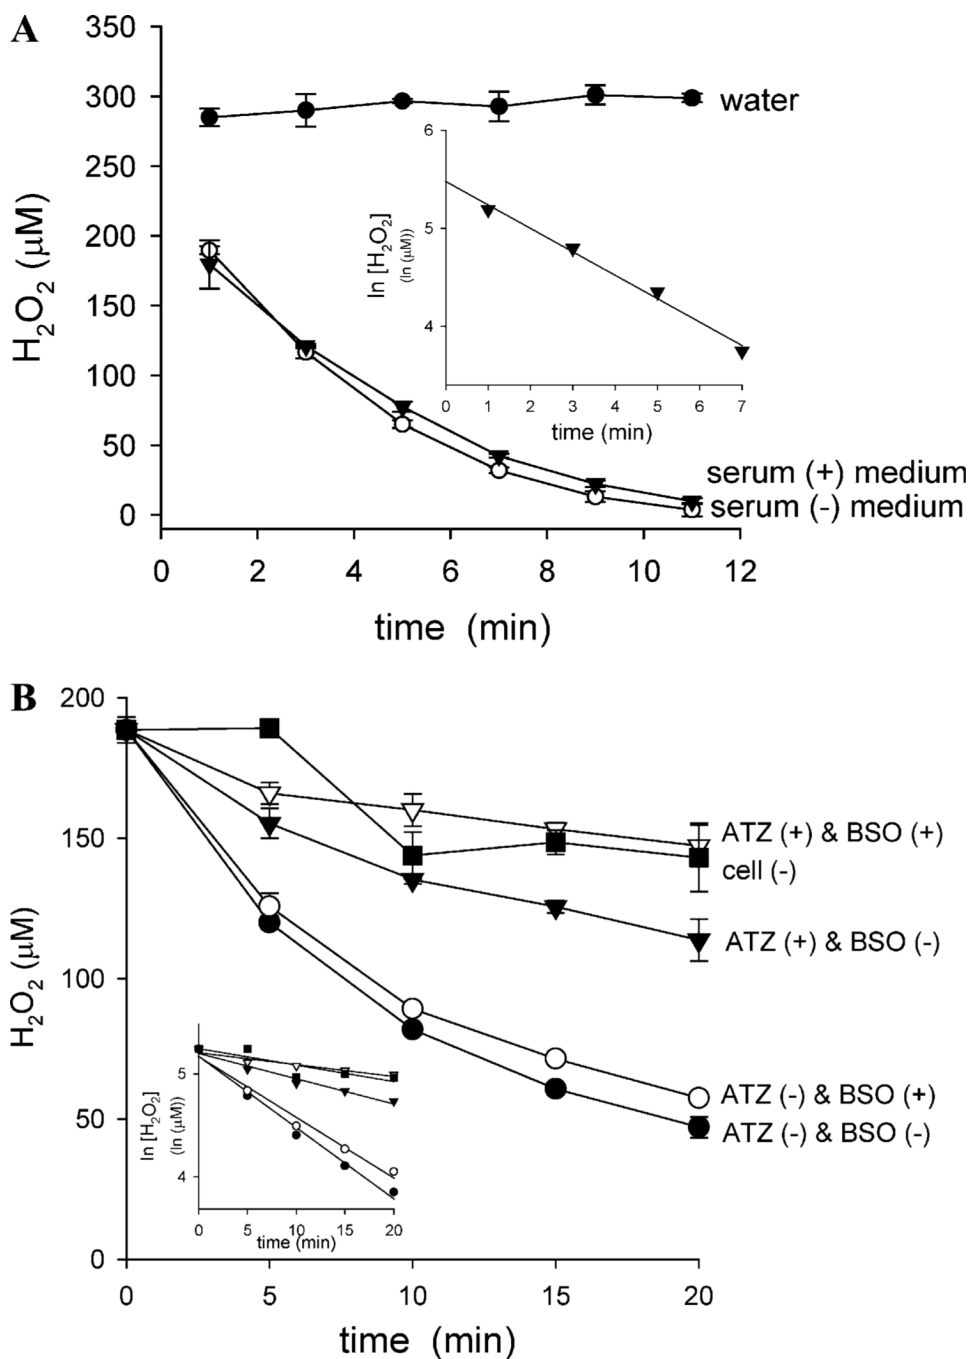 A
350
300
250
200
150
100
50
0
H₂O₂ (μM)
0 2 4 6 8 10 12
time (min)
water
serum (+) medium
serum (-) medium
6
5
4
ln [H₂O₂]
(ln (μM))
0 1 2 3 4 5 6 7
time (min)
B
200
150
100
50
0
H₂O₂ (μM)
0 5 10 15 20
time (min)
ATZ (+) & BSO (+)
cell (-)
ATZ (+) & BSO (-)
ATZ (-) & BSO (+)
ATZ (-) & BSO (-)
5
4
ln [H₂O₂]
(ln (μM))
0 5 10 15 20
time (min)